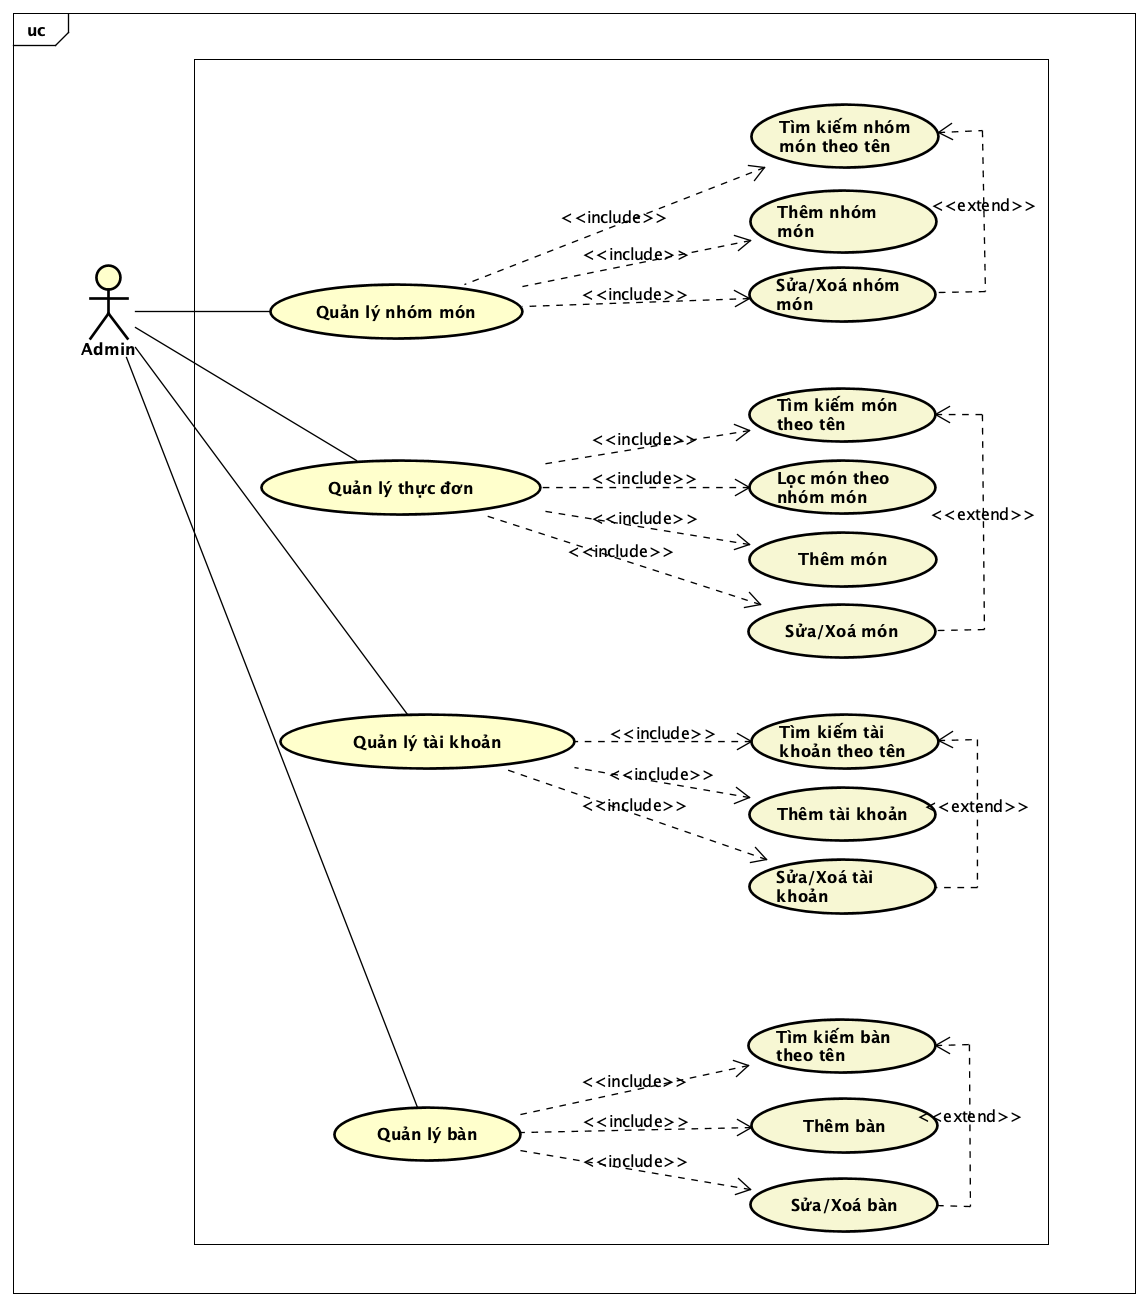 uc
Tìm kiếm nhóm
món theo tên
<<include>>
Thêm nhóm
món
<<extend>>
<<include>>
<<include>>
Sửa/Xoá nhóm
món
Quản lý nhóm món
Admin
Tìm kiếm món
theo tên
<<include>>
<<include>>
Lọc món theo
nhóm món
Quản lý thực đơn
<<include>>
<<extend>>
<<include>>
Thêm món
Sửa/Xoá món
<<include>>
Tìm kiếm tài
khoản theo tên
Quản lý tài khoản
<<include>>
<<include>>
Thêm tài khoản
<<extend>>
Sửa/Xoá tài
khoản
Tìm kiếm bàn
theo tên
<<include>>
<<include>>
<<extend>>
Thêm bàn
Quản lý bàn
<<include>>
Sửa/Xoá bàn